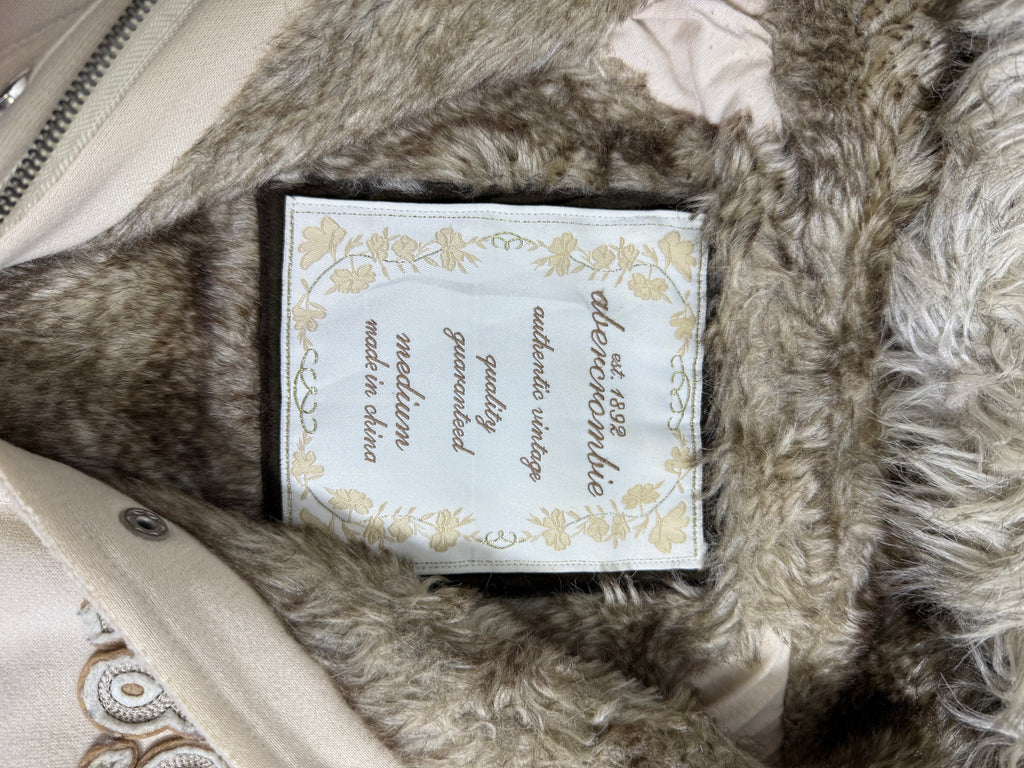 abercrombie
est. 1892
authentic vintage
quality
guaranteed
medium
made in china